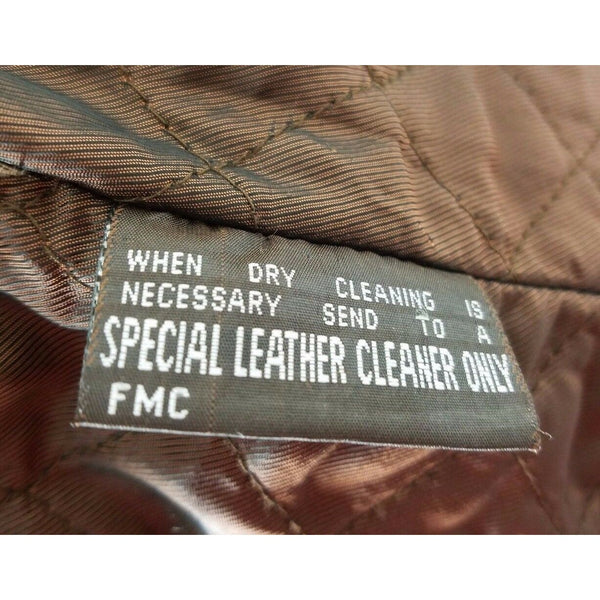 WHEN DRY CLEANING IS
NECESSARY SEND TO A
SPECIAL LEATHER CLEANER ONLY
FMC